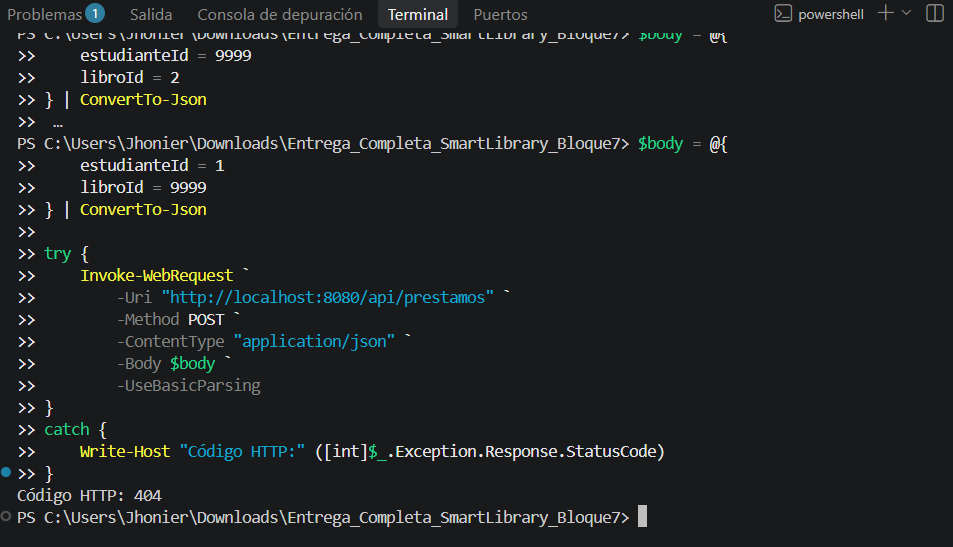 Problemas 1 Salida Consola de depuración Terminal Puertos powershell
PS C:\Users\Jhonier\Downloads\Entrega_Completa_SmartLibrary_Bloque7> $body = @{
>>     estudianteId = 9999
>>     libroId = 2
>> } | ConvertTo-Json
>>  …
PS C:\Users\Jhonier\Downloads\Entrega_Completa_SmartLibrary_Bloque7> $body = @{
>>     estudianteId = 1
>>     libroId = 9999
>> } | ConvertTo-Json
>>
>> try {
>>     Invoke-WebRequest `
>>         -Uri "http://localhost:8080/api/prestamos" `
>>         -Method POST `
>>         -ContentType "application/json" `
>>         -Body $body `
>>         -UseBasicParsing
>> }
>> catch {
>>     Write-Host "Código HTTP:" ([int]$_.Exception.Response.StatusCode)
>> }
Código HTTP: 404
PS C:\Users\Jhonier\Downloads\Entrega_Completa_SmartLibrary_Bloque7>